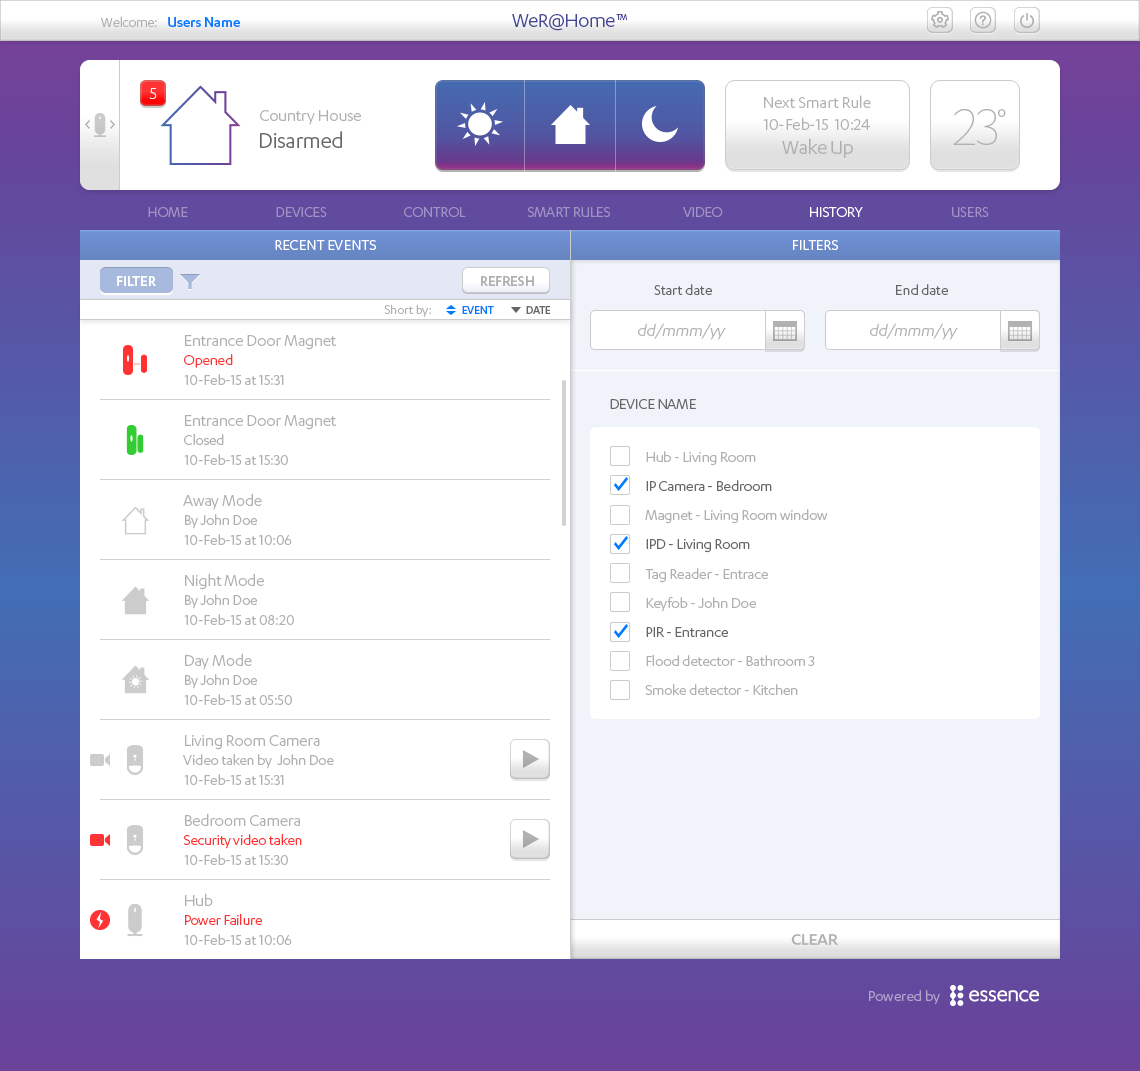 Welcome: Users Name
WeR@Home™
5
Country House
Disarmed
Next Smart Rule
10-Feb-15 10:24
Wake Up
23°
HOME DEVICES CONTROL SMART RULES VIDEO HISTORY USERS
RECENT EVENTS
FILTER REFRESH
Short by: EVENT DATE
Entrance Door Magnet
Opened
10-Feb-15 at 15:31
Entrance Door Magnet
Closed
10-Feb-15 at 15:30
Away Mode
By John Doe
10-Feb-15 at 10:06
Night Mode
By John Doe
10-Feb-15 at 08:20
Day Mode
By John Doe
10-Feb-15 at 05:50
Living Room Camera
Video taken by John Doe
10-Feb-15 at 15:31
Bedroom Camera
Security video taken
10-Feb-15 at 15:30
Hub
Power Failure
10-Feb-15 at 10:06
FILTERS
Start date End date
dd/mmm/yy dd/mmm/yy
DEVICE NAME
Hub - Living Room
IP Camera - Bedroom
Magnet - Living Room window
IPD - Living Room
Tag Reader - Entrace
Keyfob - John Doe
PIR - Entrance
Flood detector - Bathroom 3
Smoke detector - Kitchen
CLEAR
Powered by essence